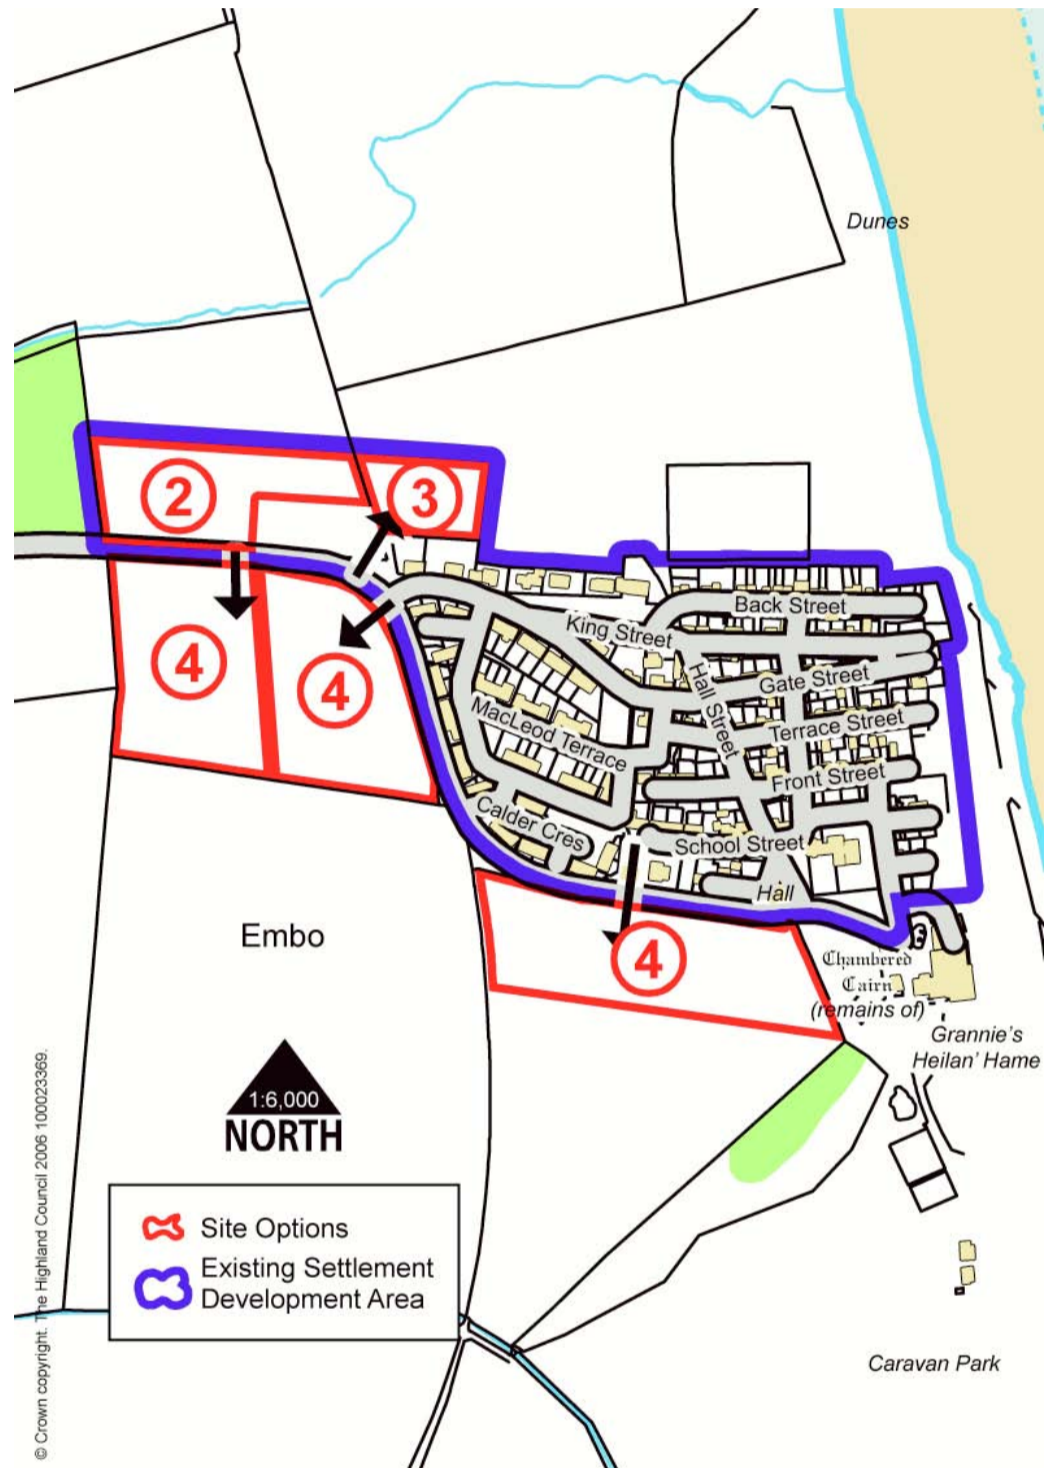 Dunes
2
3
4
4
Back Street
King Street
Hall Street
Gate Street
MacLeod Terrace
Terrace Street
Front Street
Calder Cres
School Street
Hall
4
Embo
Chambered
Cairn
(remains of)
Grannie's
Heilan' Hame
1:6,000
NORTH
Site Options
Existing Settlement
Development Area
Caravan Park
© Crown copyright. The Highland Council 2006 100023369.